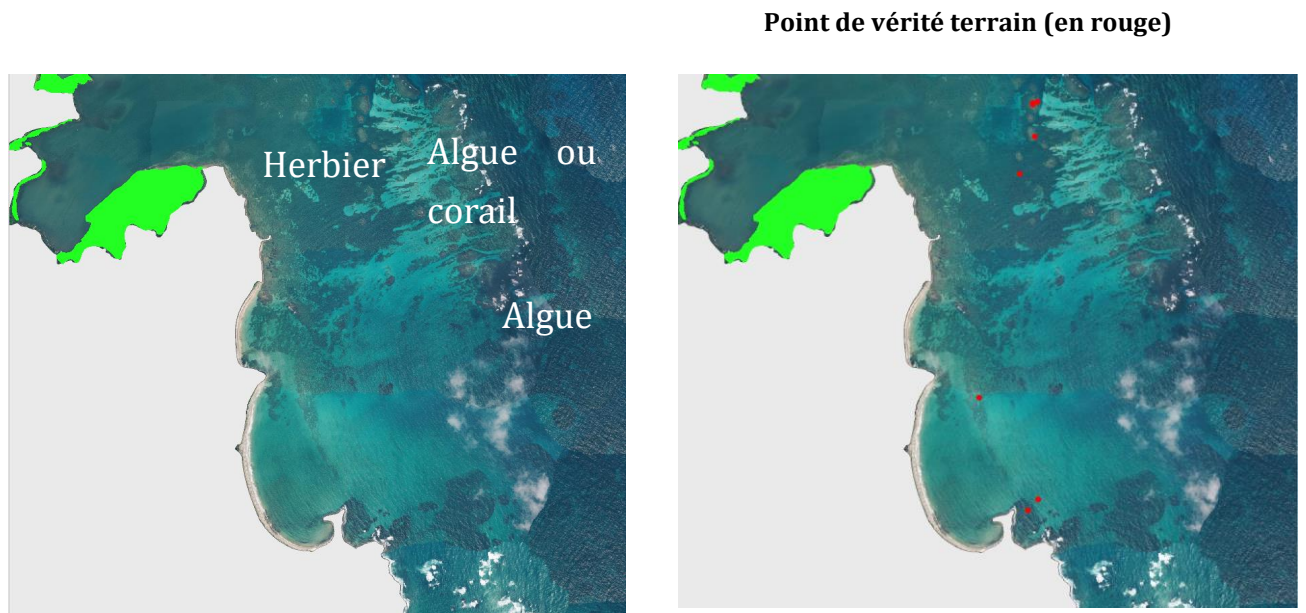 Point de vérité terrain (en rouge)
Herbier
Algue ou
corail
Algue